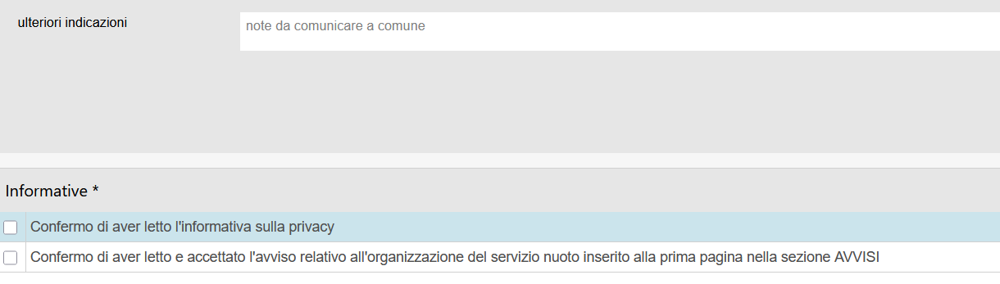 ulteriori indicazioni
note da comunicare a comune
Informative *
Confermo di aver letto l'informativa sulla privacy
Confermo di aver letto e accettato l'avviso relativo all'organizzazione del servizio nuoto inserito alla prima pagina nella sezione AVVISI